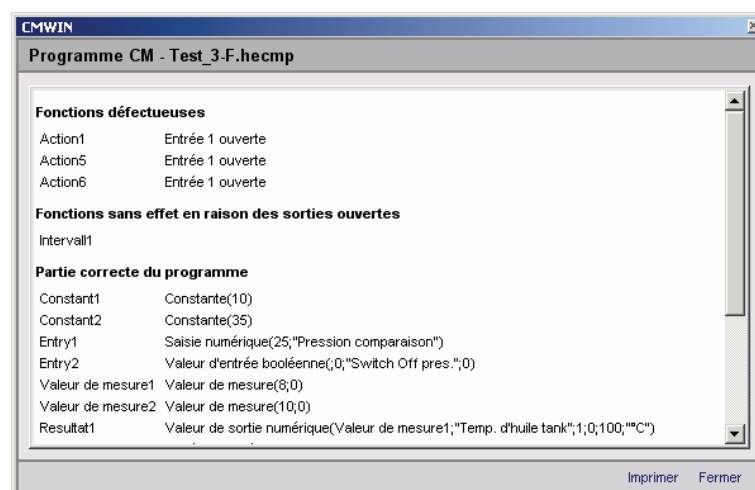 CMWIN
Programme CM - Test_3-F.hecmp
Fonctions défectueuses
Action1 Entrée 1 ouverte
Action5 Entrée 1 ouverte
Action6 Entrée 1 ouverte
Fonctions sans effet en raison des sorties ouvertes
Intervall1
Partie correcte du programme
Constant1 Constante(10)
Constant2 Constante(35)
Entry1 Saisie numérique(25;"Pression comparaison")
Entry2 Valeur d'entrée booléenne(;0;"Switch Off pres.";0)
Valeur de mesure1 Valeur de mesure(8;0)
Valeur de mesure2 Valeur de mesure(10;0)
Resultat1 Valeur de sortie numérique(Valeur de mesure1;"Temp. d'huile tank";1;0;100;"°C")
Imprimer Fermer